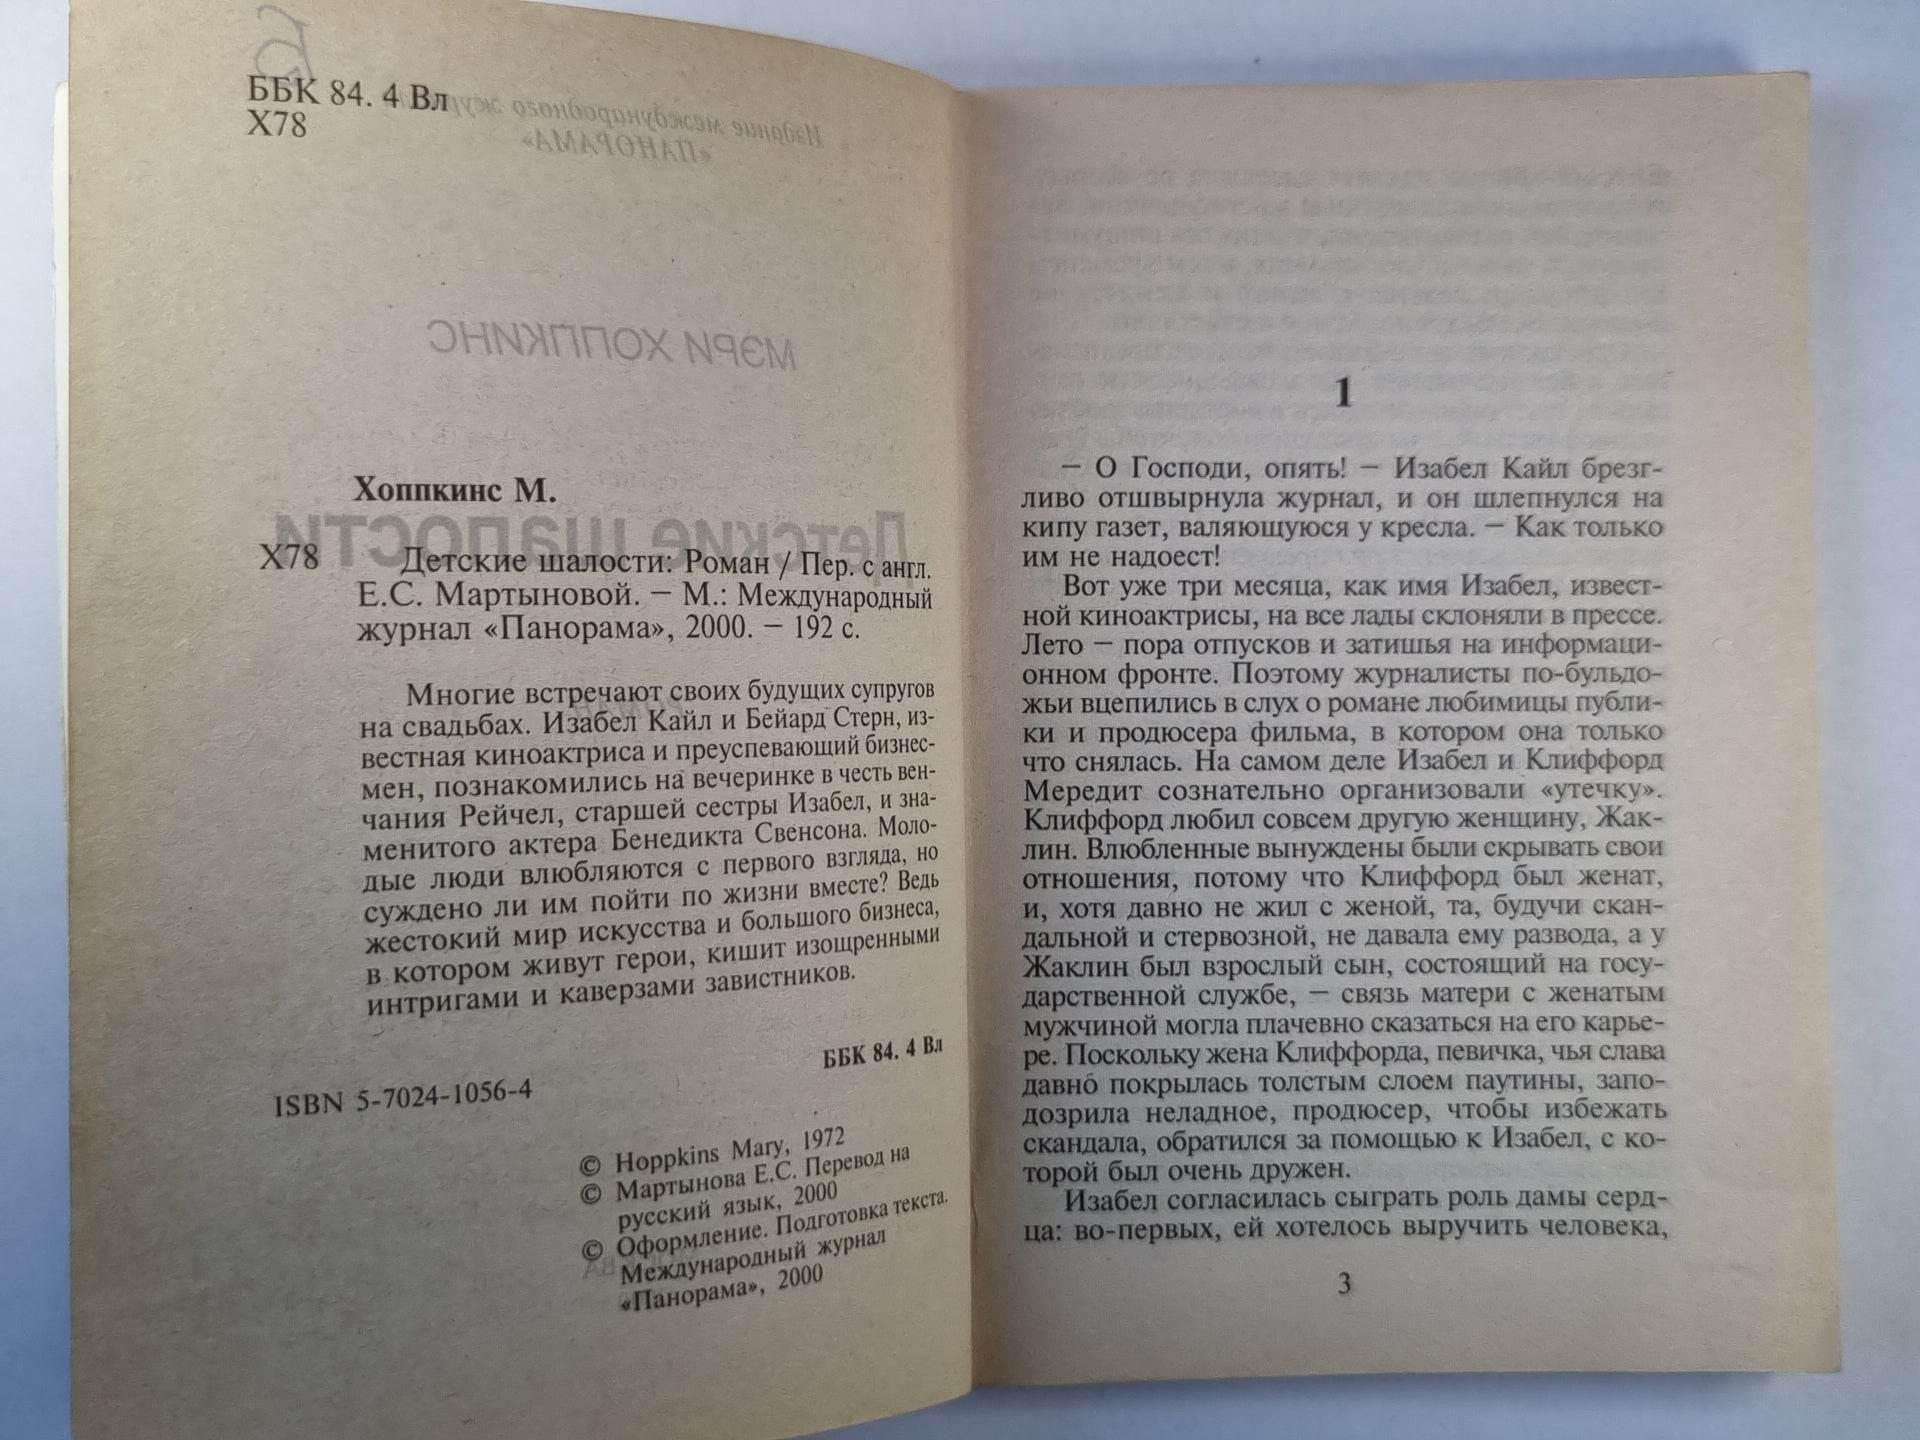 ББК 84. 4 Вл
Х78
Издание международного
«ПАНОРАМА»
МЭРИ ХОППКИНС
Детские шалости
Хоппкинс М.
Х78 Детские шалости: Роман / Пер. с англ.
Е.С. Мартыновой. — М.: Международный
журнал «Панорама», 2000. — 192 с.
Многие встречают своих будущих супругов
на свадьбах. Изабел Кайл и Бейард Стерн, из-
вестная киноактриса и преуспевающий бизнес-
мен, познакомились на вечеринке в честь вен-
чания Рейчел, старшей сестры Изабел, и зна-
менитого актера Бенедикта Свенсона. Моло-
дые люди влюбляются с первого взгляда, но
суждено ли им пойти по жизни вместе? Ведь
жестокий мир искусства и большого бизнеса,
в котором живут герои, кишит изощренными
интригами и каверзами завистников.
ББК 84. 4 Вл
ISBN 5-7024-1056-4
© Hoppkins Mary, 1972
© Мартынова Е.С. Перевод на
русский язык, 2000
© Оформление. Подготовка текста.
Международный журнал
«Панорама», 2000
1
— О Господи, опять! — Изабел Кайл брезг-
ливо отшвырнула журнал, и он шлепнулся на
кипу газет, валяющуюся у кресла. — Как только
им не надоест!
Вот уже три месяца, как имя Изабел, извест-
ной киноактрисы, на все лады склоняли в прессе.
Лето — пора отпусков и затишья на информаци-
онном фронте. Поэтому журналисты по-бульдо-
жьи вцепились в слух о романе любимицы публи-
ки и продюсера фильма, в котором она только
что снялась. На самом деле Изабел и Клиффорд
Мередит сознательно организовали «утечку».
Клиффорд любил совсем другую женщину, Жак-
лин. Влюбленные вынуждены были скрывать свои
отношения, потому что Клиффорд был женат,
и, хотя давно не жил с женой, та, будучи скан-
дальной и стервозной, не давала ему развода, а у
Жаклин был взрослый сын, состоящий на госу-
дарственной службе, — связь матери с женатым
мужчиной могла плачевно сказаться на его карье-
ре. Поскольку жена Клиффорда, певичка, чья слава
давно покрылась толстым слоем паутины, запо-
дозрила неладное, продюсер, чтобы избежать
скандала, обратился за помощью к Изабел, с ко-
торой был очень дружен.
Изабел согласилась сыграть роль дамы серд-
ца: во-первых, ей хотелось выручить человека,
3